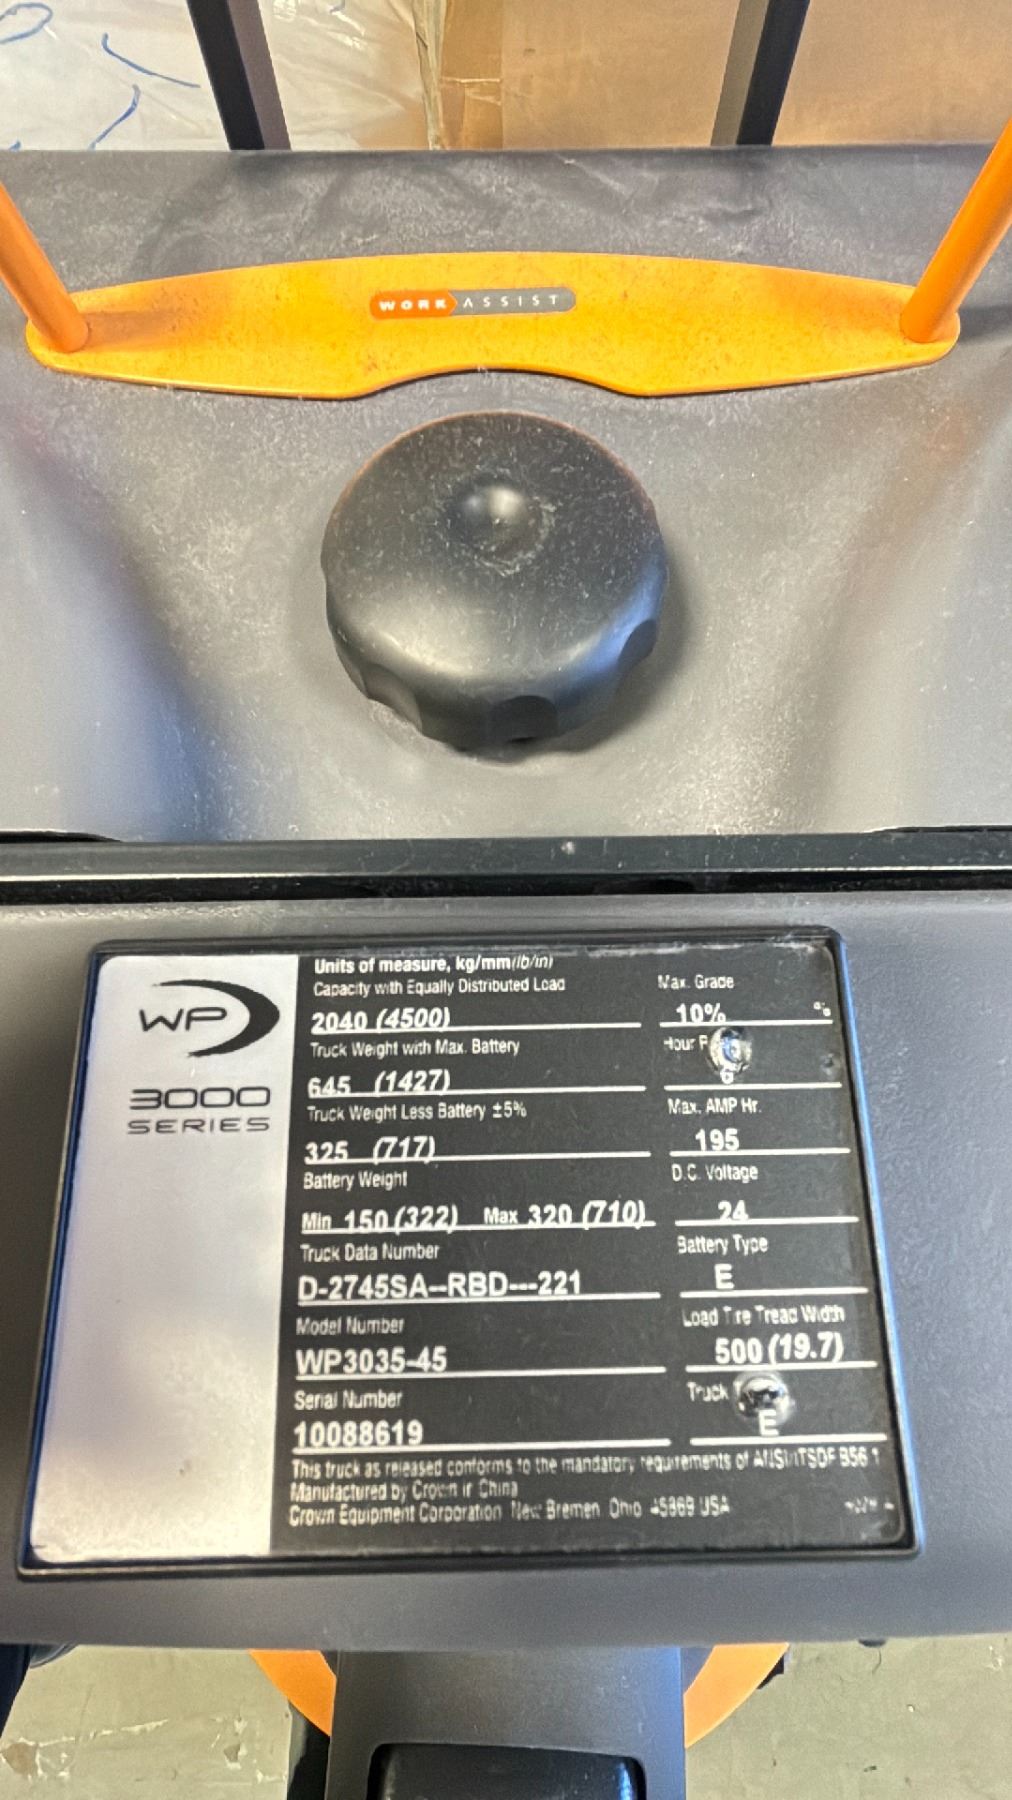 WORK ASSIST
WP
3000
SERIES
Units of measure, kg/mm(lb/in)
Capacity with Equally Distributed Load
2040 (4500)
Truck Weight with Max. Battery
645 (1427)
Truck Weight Less Battery ±5%
325 (717)
Battery Weight
Min 150 (322) Max 320 (710)
Truck Data Number
D-2745SA--RBD---221
Model Number
WP3035-45
Serial Number
10088619
Max. Grade
10% %
Hour
6
Max. AMP Hr.
195
D.C. Voltage
24
Battery Type
E
Load Tire Tread Width
500 (19.7)
Truck
E
This truck as released conforms to the mandatory requirements of ANSI/ITSDF B56.1
Manufactured by Crown in China
Crown Equipment Corporation New Bremen, Ohio 45869 USA